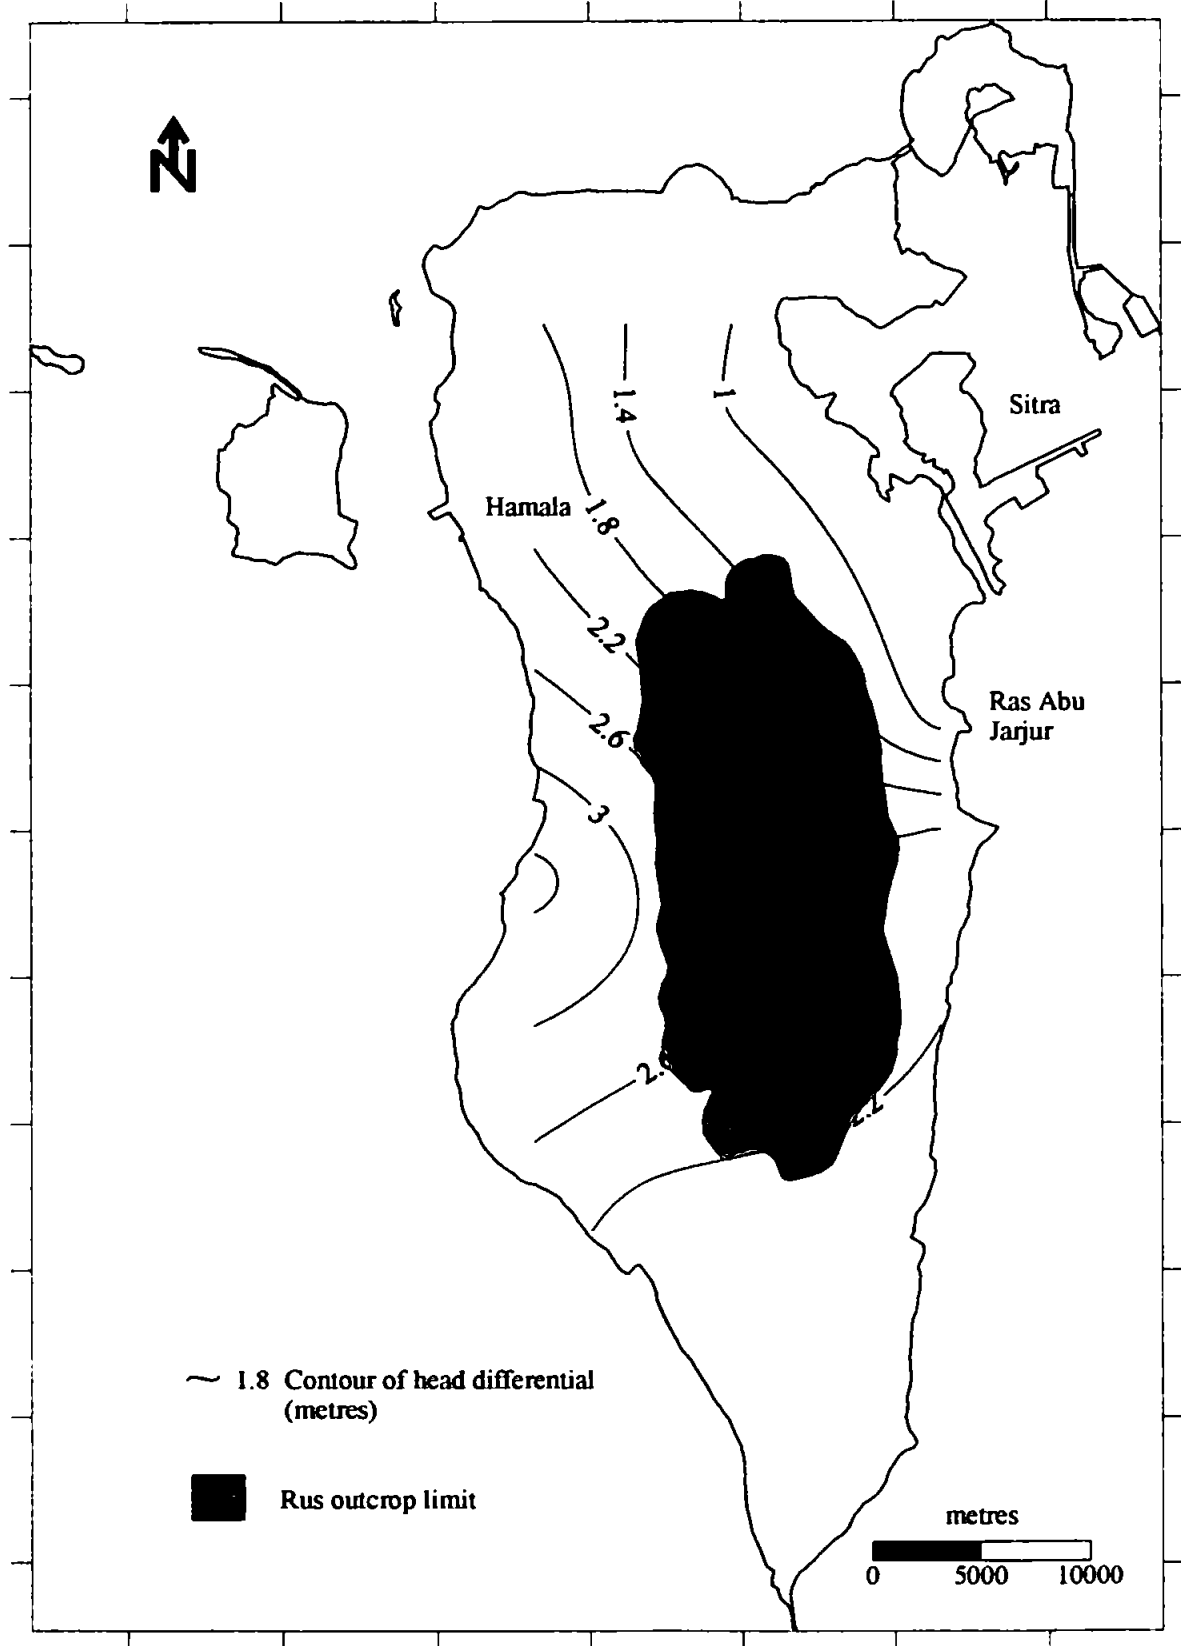 N
Sitra
1.4
1
Hamala
1.8
2.2
Ras Abu
Jarjur
2.6
3
2.
2.2
1.8 Contour of head differential
(metres)
Rus outcrop limit
metres
0 5000 10000